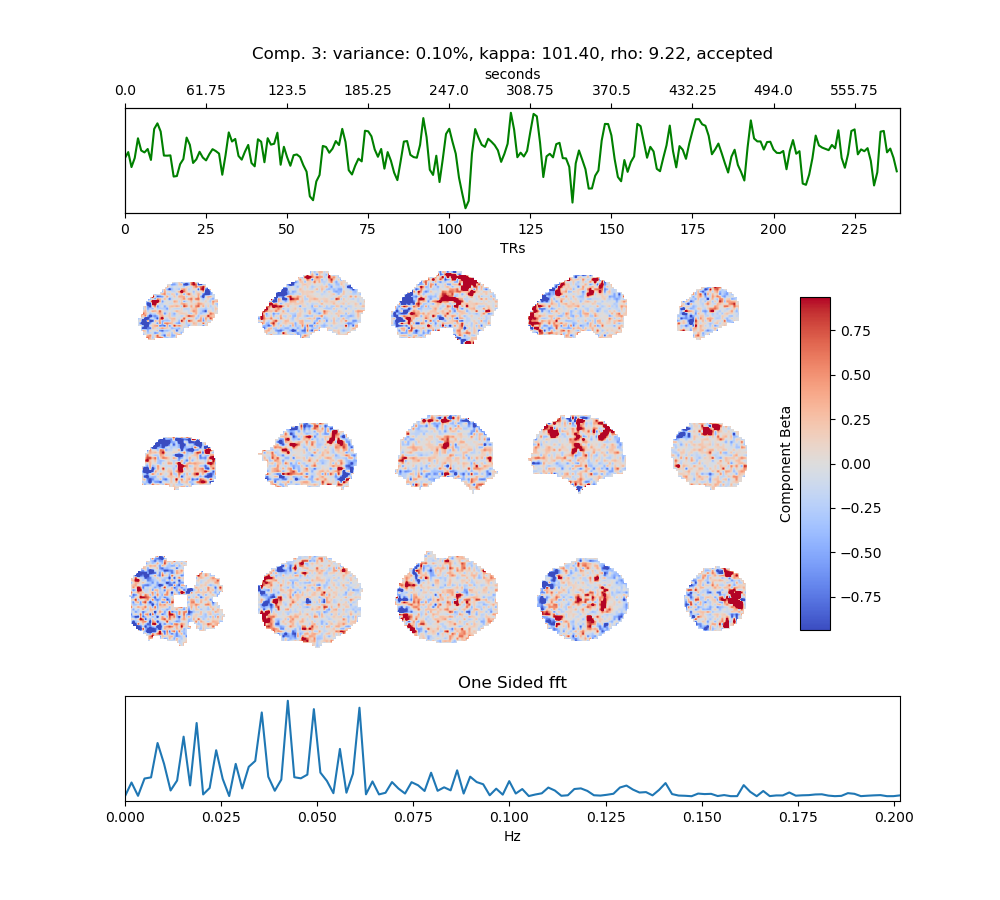 Comp. 3: variance: 0.10%, kappa: 101.40, rho: 9.22, accepted
seconds
0.0 61.75 123.5 185.25 247.0 308.75 370.5 432.25 494.0 555.75
0 25 50 75 100 125 150 175 200 225
TRs
Component Beta
0.75
0.50
0.25
0.00
−0.25
−0.50
−0.75
One Sided fft
0.000 0.025 0.050 0.075 0.100 0.125 0.150 0.175 0.200
Hz